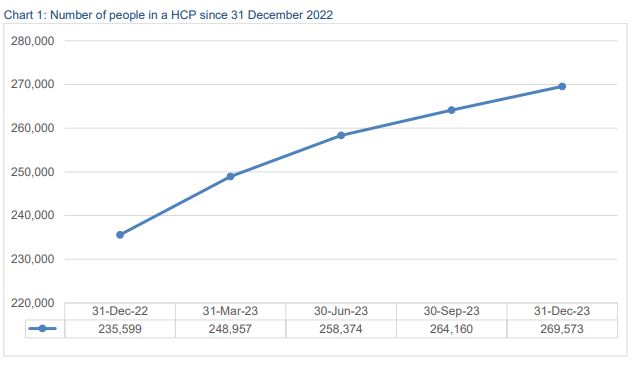 Chart 1: Number of people in a HCP since 31 December 2022
280,000
270,000
260,000
250,000
240,000
230,000
220,000
31-Dec-22 31-Mar-23 30-Jun-23 30-Sep-23 31-Dec-23
235,599 248,957 258,374 264,160 269,573